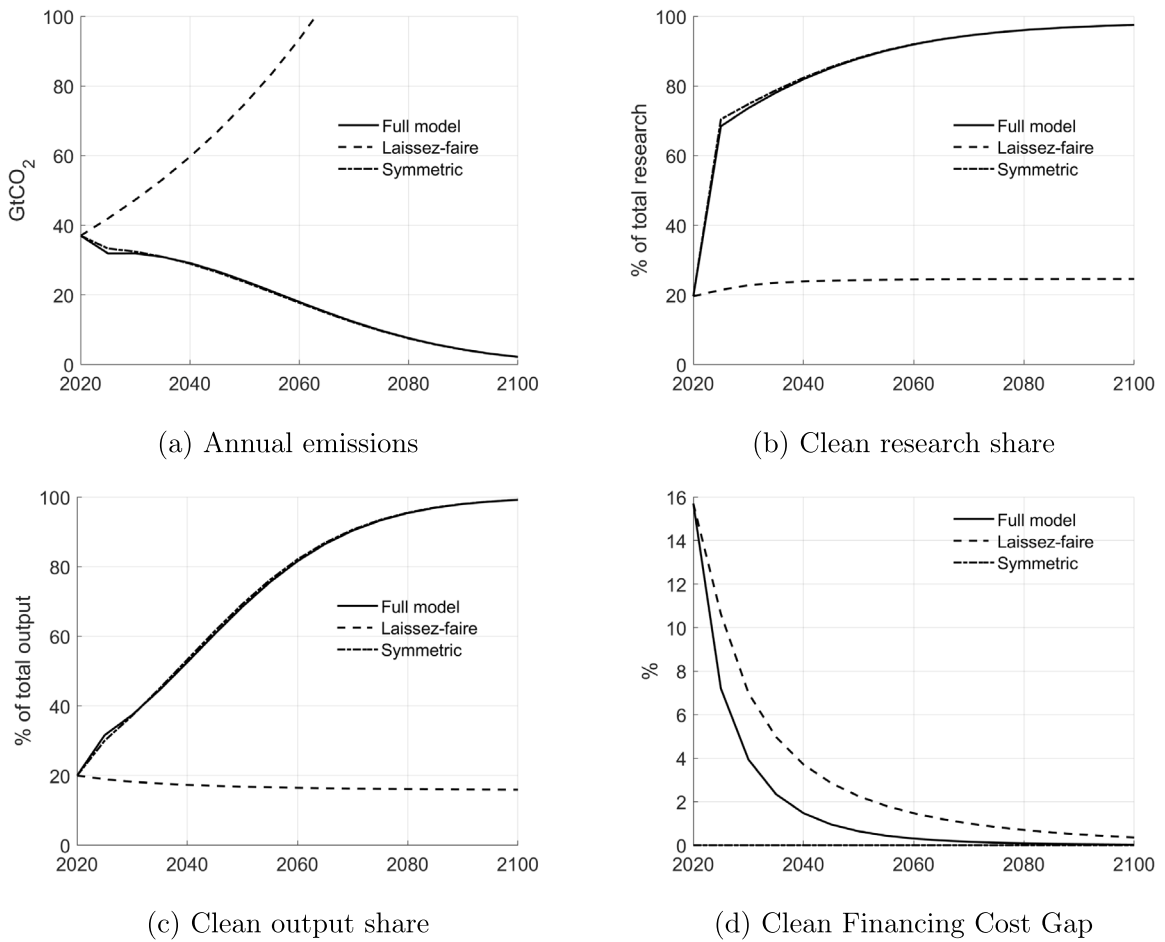 100
80
60
40
20
0
GtCO2
Full model
Laissez-faire
Symmetric
2020 2040 2060 2080 2100
(a) Annual emissions
100
80
60
40
20
0
% of total research
Full model
Laissez-faire
Symmetric
2020 2040 2060 2080 2100
(b) Clean research share
100
80
60
40
20
0
% of total output
Full model
Laissez-faire
Symmetric
2020 2040 2060 2080 2100
(c) Clean output share
16
14
12
10
8
6
4
2
0
%
Full model
Laissez-faire
Symmetric
2020 2040 2060 2080 2100
(d) Clean Financing Cost Gap